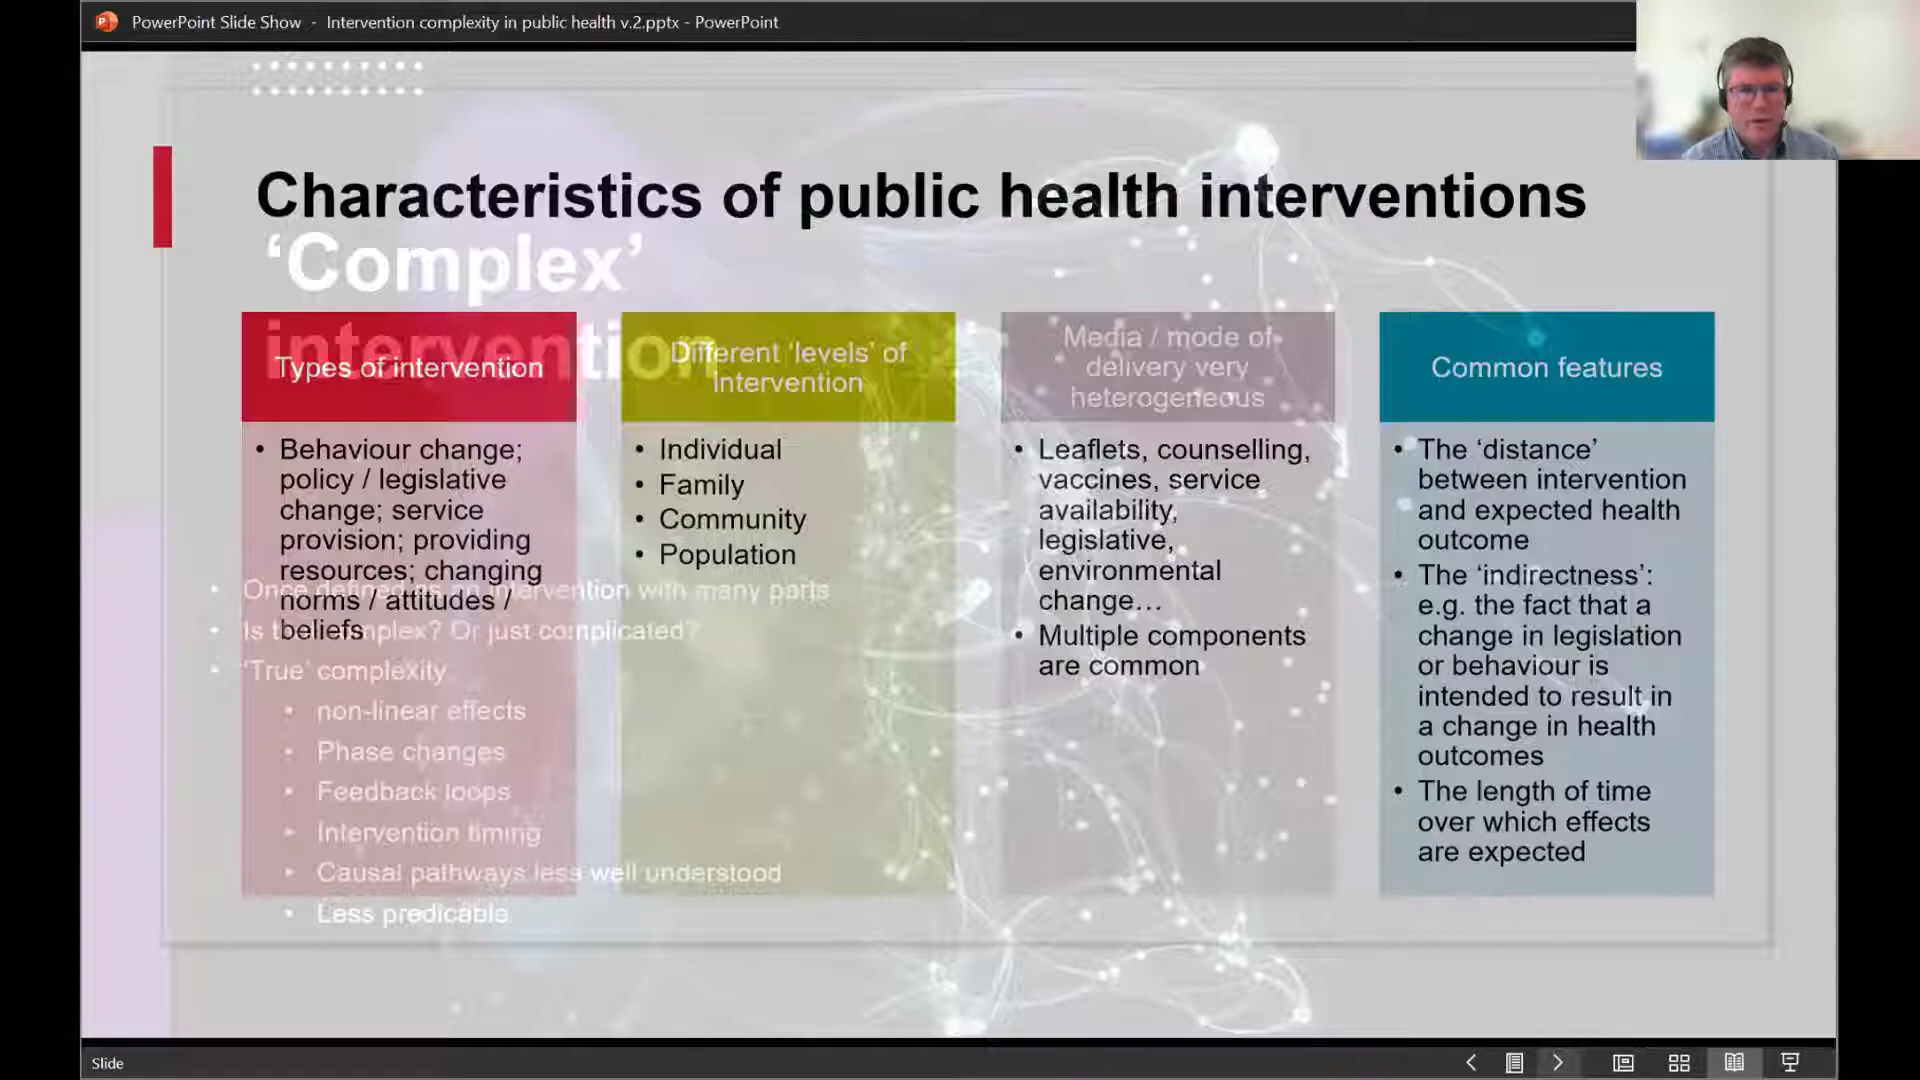 PowerPoint Slide Show - Intervention complexity in public health v.2.pptx - PowerPoint
Characteristics of public health interventions
‘Complex’
intervention
Types of intervention
• Behaviour change;
policy / legislative
change; service
provision; providing
resources; changing
norms / attitudes /
beliefs
Different ‘levels’ of
intervention
• Individual
• Family
• Community
• Population
Media / mode of
delivery very
heterogeneous
• Leaflets, counselling,
vaccines, service
availability,
legislative,
environmental
change…
• Multiple components
are common
Common features
• The ‘distance’
between intervention
and expected health
outcome
• The ‘indirectness’:
e.g. the fact that a
change in legislation
or behaviour is
intended to result in
a change in health
outcomes
• The length of time
over which effects
are expected
• Once defined as an intervention with many parts
• Is this complex? Or just complicated?
• ‘True’ complexity
• non-linear effects
• Phase changes
• Feedback loops
• Intervention timing
• Causal pathways less well understood
• Less predicable
Slide